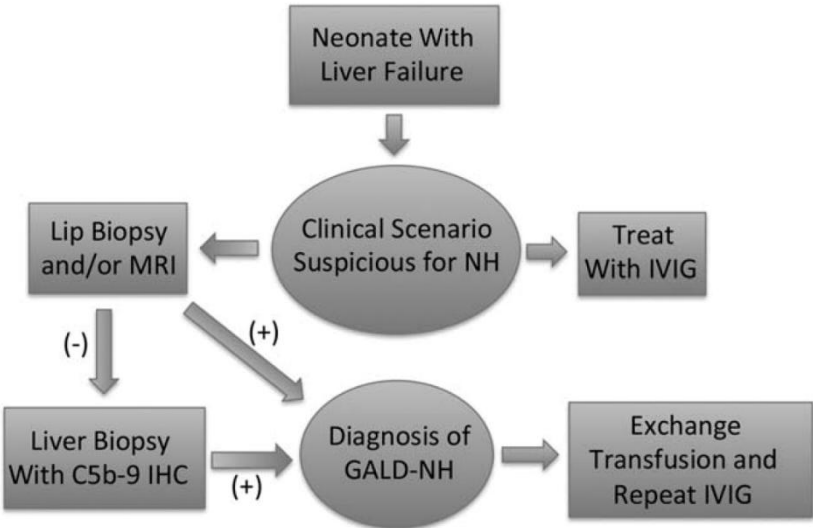 Neonate With
Liver Failure
Lip Biopsy
and/or MRI
Clinical Scenario
Suspicious for NH
Treat
With IVIG
(-)
(+)
Liver Biopsy
With C5b-9 IHC
(+)
Diagnosis of
GALD-NH
Exchange
Transfusion and
Repeat IVIG